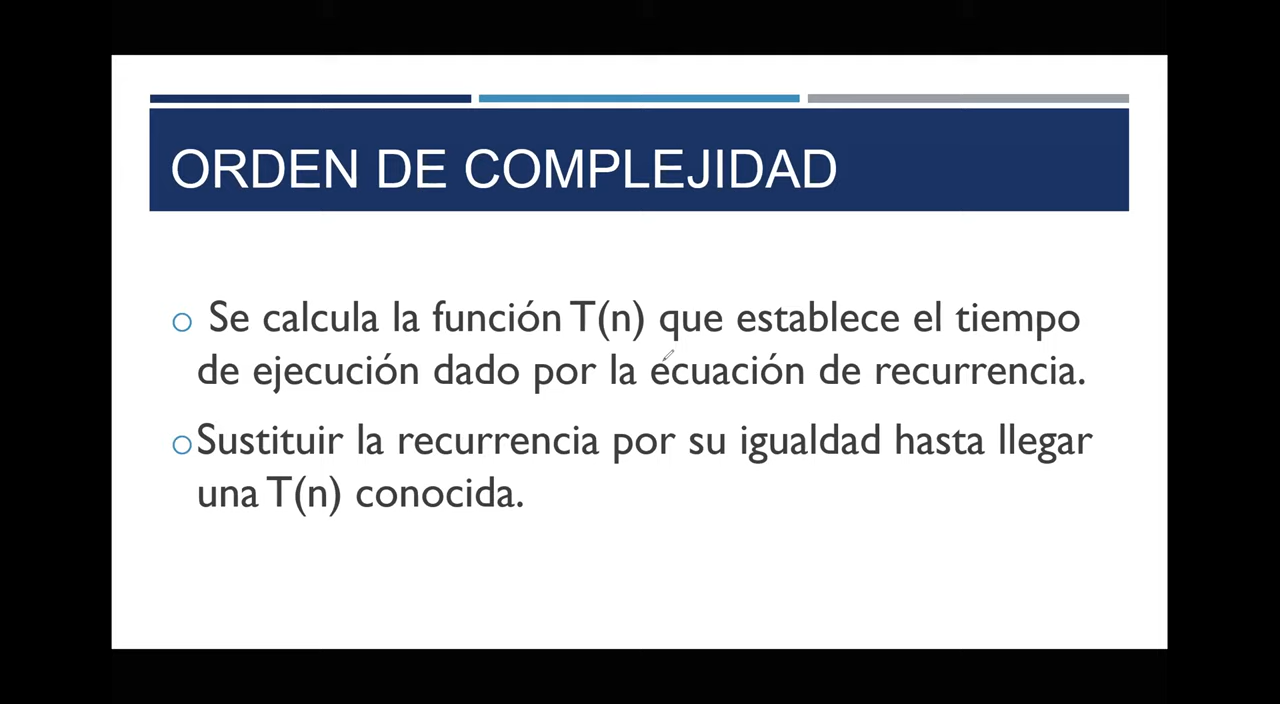 ORDEN DE COMPLEJIDAD
Se calcula la función T(n) que establece el tiempo
de ejecución dado por la ecuación de recurrencia.
Sustituir la recurrencia por su igualdad hasta llegar
una T(n) conocida.